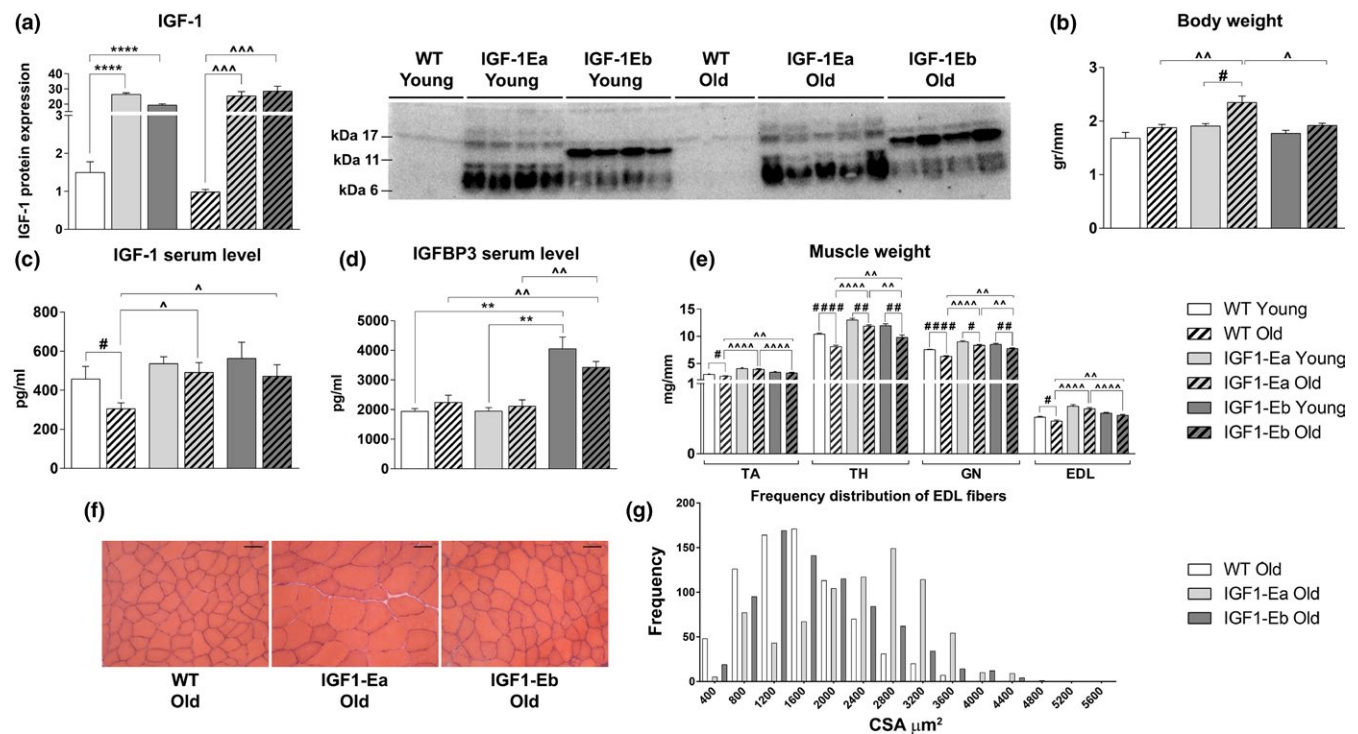 (a)
IGF-1
****
^^^
****
^^^
IGF-1 protein expression
40
30
20
10
3
2
1
0
WT Young
IGF-1Ea Young
IGF-1Eb Young
WT Old
IGF-1Ea Old
IGF-1Eb Old
kDa 17
kDa 11
kDa 6
(b)
Body weight
^^
^
#
gr/mm
3
2
1
0
(c)
IGF-1 serum level
^
^
#
pg/ml
800
600
400
200
0
(d)
IGFBP3 serum level
^^
^^
**
**
pg/ml
5000
4000
3000
2000
1000
0
(e)
Muscle weight
mg/mm
15
10
5
1
^^
^^^^ ^^^^
#
TA
^^
^^^^ ^^
#### ## ##
TH
^^
^^^^ ^^
#### # ##
GN
^^
^^^^ ^^^^
#
EDL
WT Young
WT Old
IGF1-Ea Young
IGF1-Ea Old
IGF1-Eb Young
IGF1-Eb Old
(f)
WT
Old
IGF1-Ea
Old
IGF1-Eb
Old
(g)
Frequency distribution of EDL fibers
Frequency
200
150
100
50
0
400 800 1200 1600 2000 2400 2800 3200 3600 4000 4400 4800 5200 5600
CSA µm²
WT Old
IGF1-Ea Old
IGF1-Eb Old